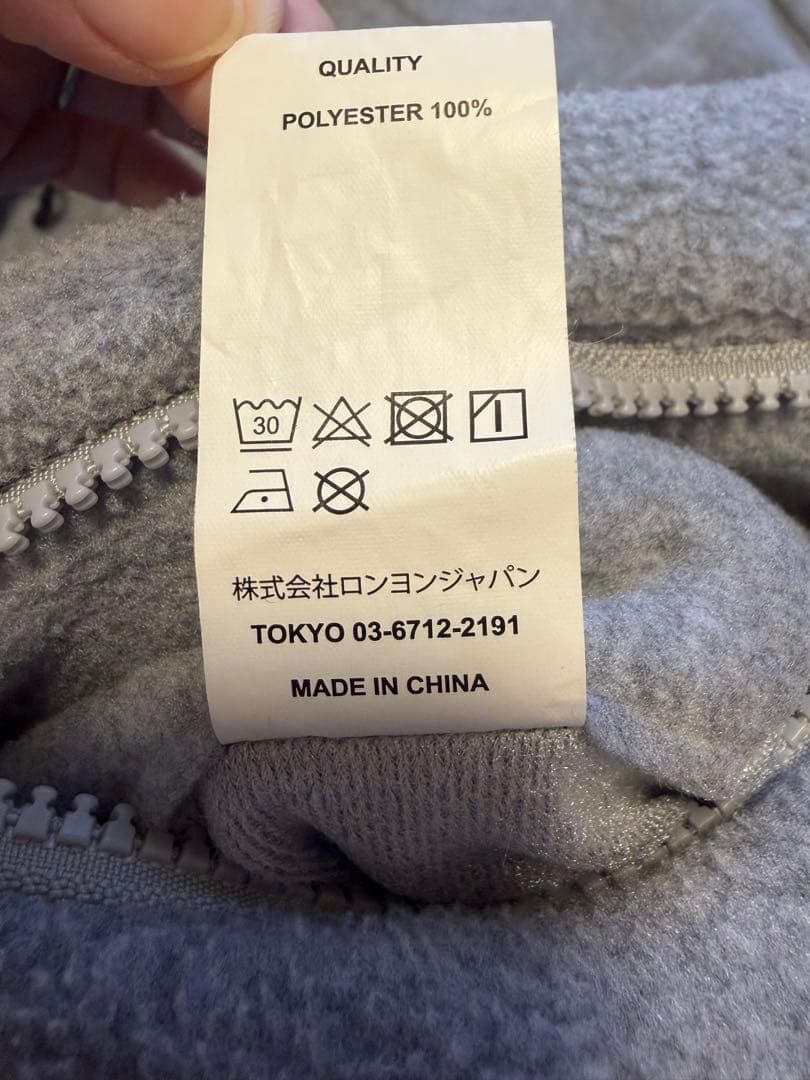 QUALITY
POLYESTER 100%
30
株式会社ロンヨンジャパン
TOKYO 03-6712-2191
MADE IN CHINA